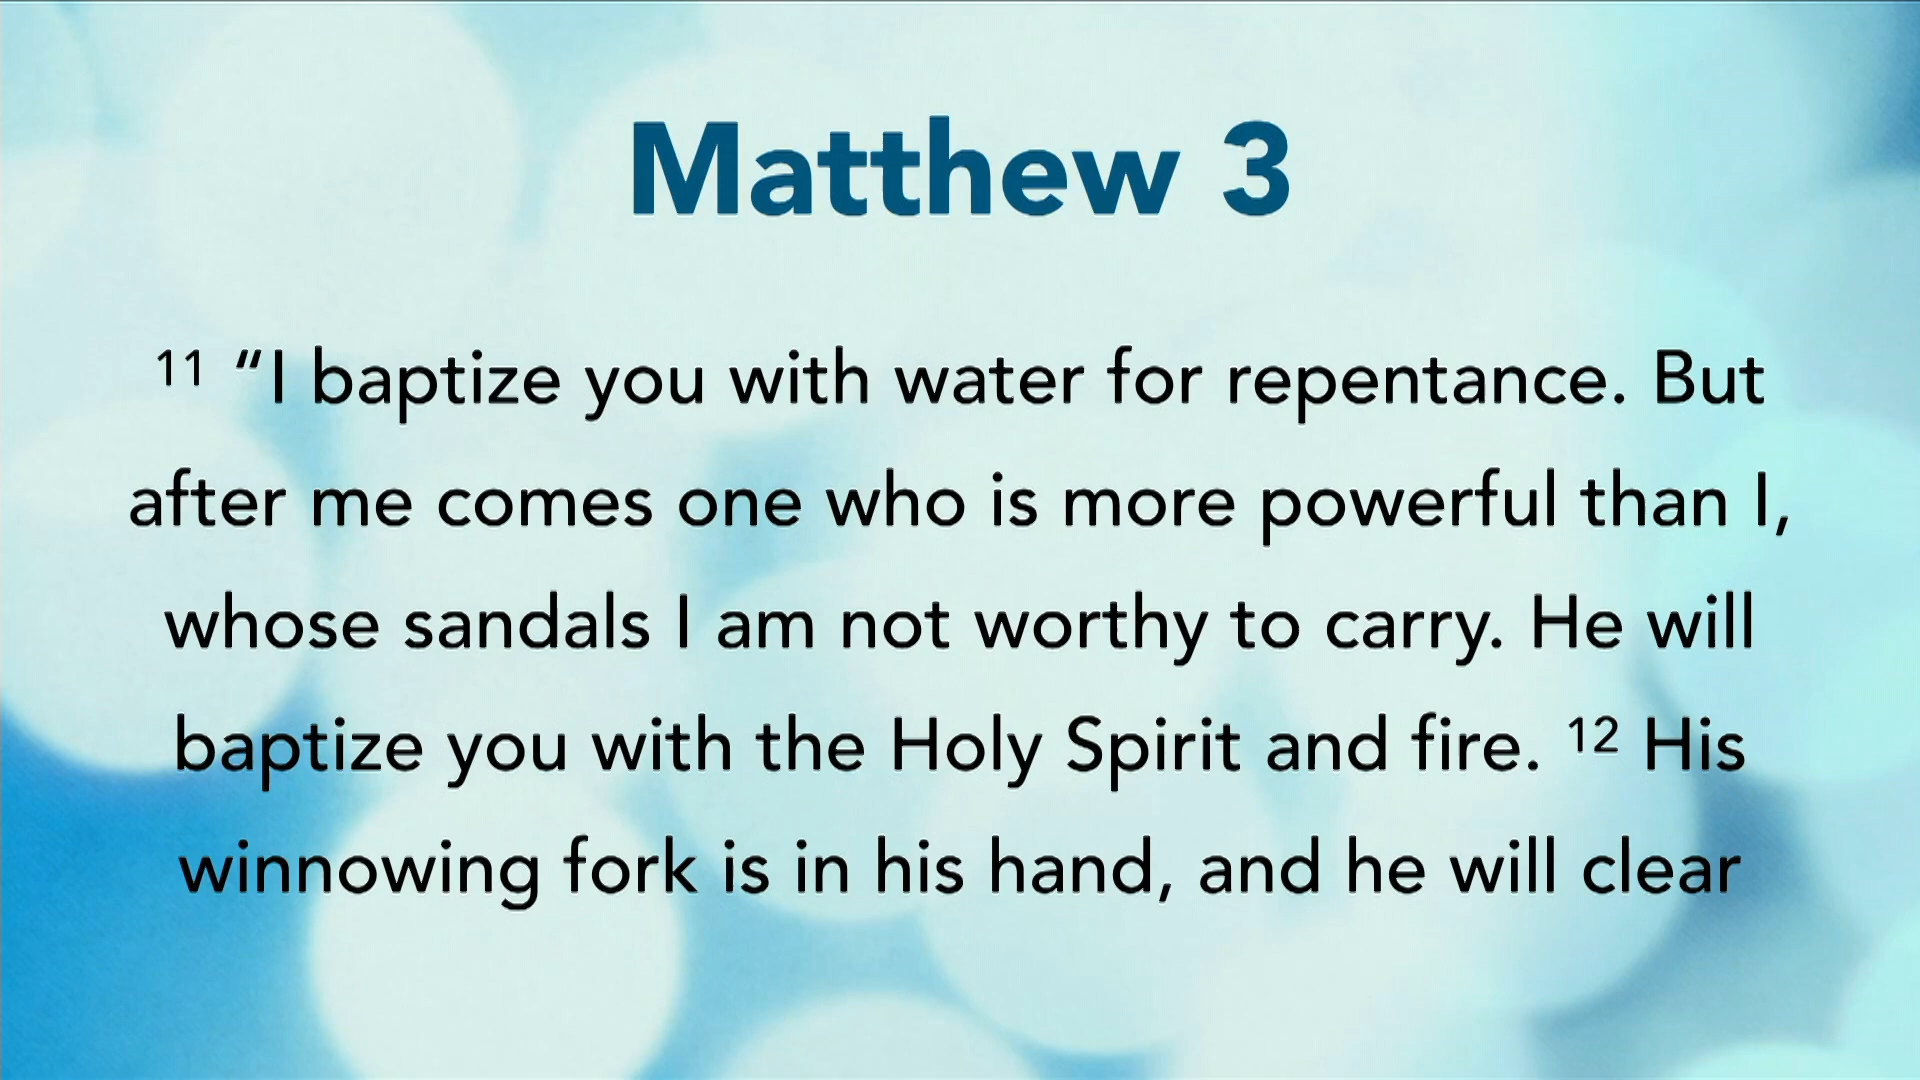 Matthew 3
11 “I baptize you with water for repentance. But
after me comes one who is more powerful than I,
whose sandals I am not worthy to carry. He will
baptize you with the Holy Spirit and fire. 12 His
winnowing fork is in his hand, and he will clear